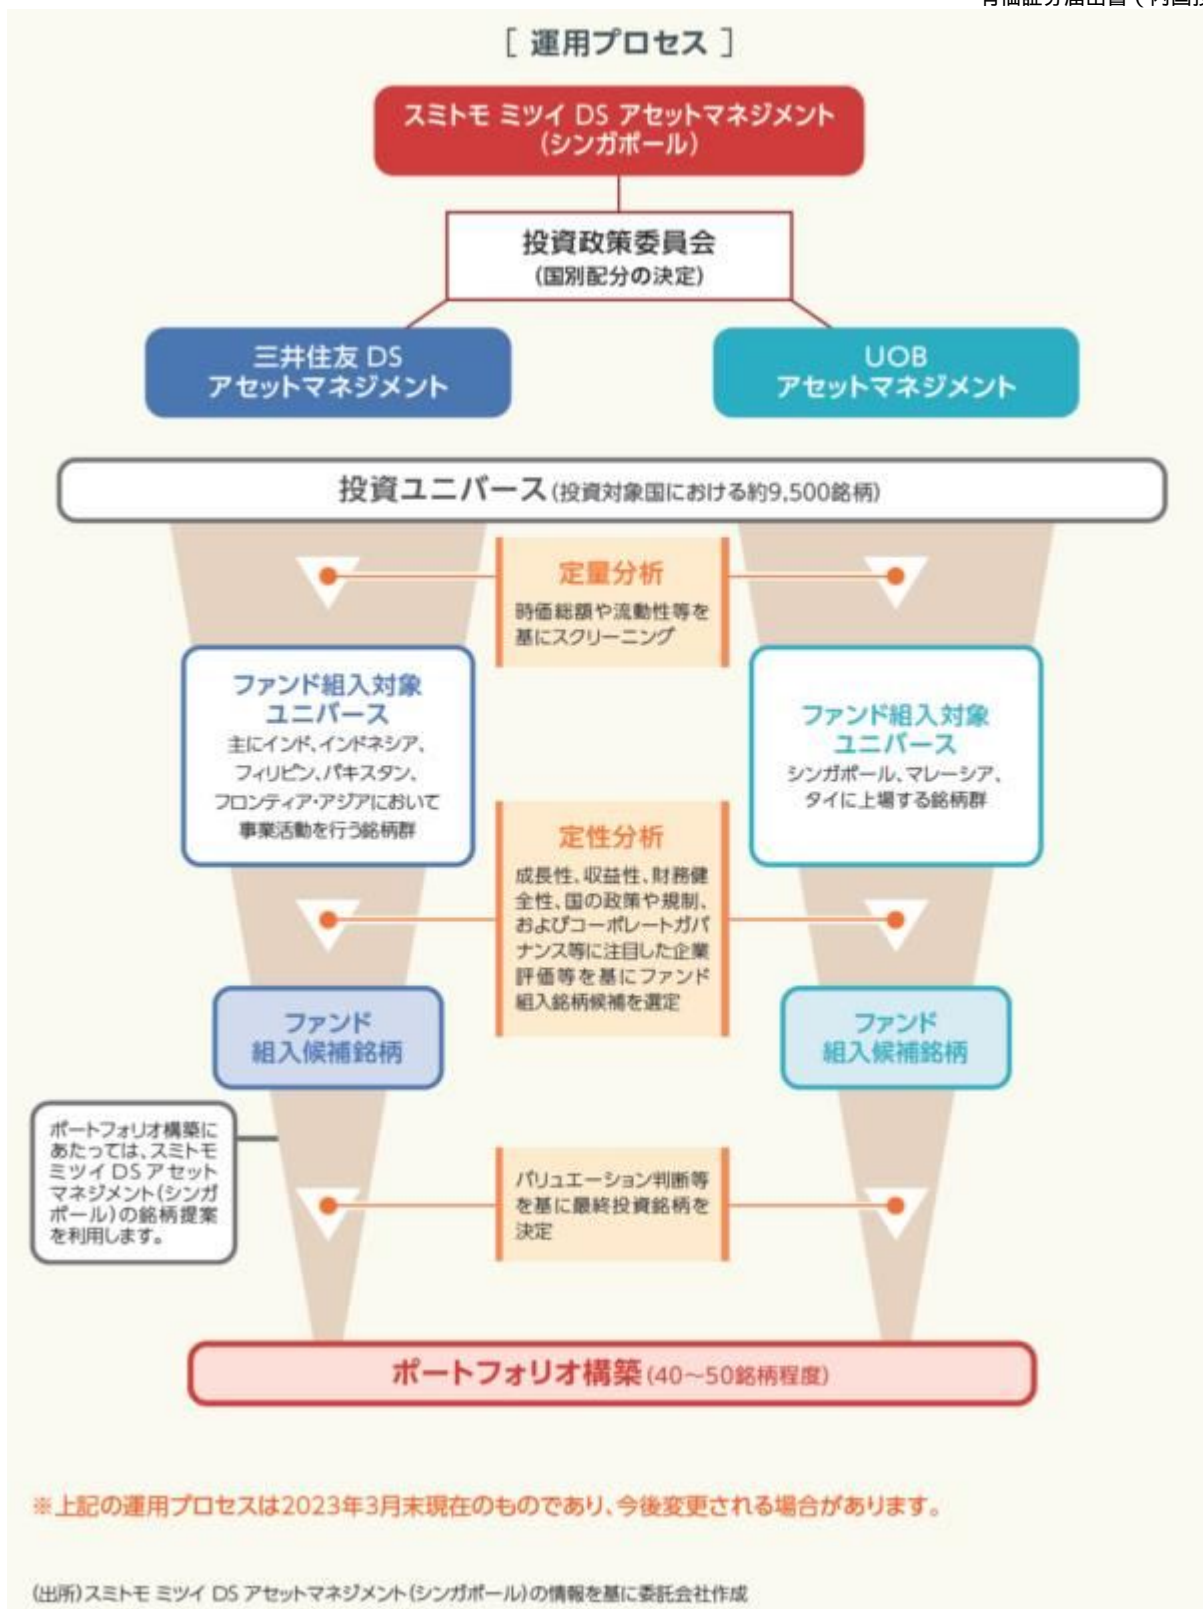 有価証券届出書（内国投
［ 運用プロセス ］
スミトモ ミツイ DS アセットマネジメント
(シンガポール)
投資政策委員会
(国別配分の決定)
三井住友 DS
アセットマネジメント
UOB
アセットマネジメント
投資ユニバース(投資対象国における約9,500銘柄)
定量分析
時価総額や流動性等を
基にスクリーニング
ファンド組入対象
ユニバース
主にインド、インドネシア、
フィリピン、パキスタン、
フロンティア・アジアにおいて
事業活動を行う銘柄群
ファンド組入対象
ユニバース
シンガポール、マレーシア、
タイに上場する銘柄群
定性分析
成長性、収益性、財務健
全性、国の政策や規制、
およびコーポレートガバ
ナンス等に注目した企業
評価等を基にファンド
組入銘柄候補を選定
ファンド
組入候補銘柄
ファンド
組入候補銘柄
ポートフォリオ構築に
あたっては、スミトモ
ミツイ DS アセット
マネジメント(シンガ
ポール)の銘柄提案
を利用します。
バリュエーション判断等
を基に最終投資銘柄を
決定
ポートフォリオ構築(40～50銘柄程度)
※上記の運用プロセスは2023年3月末現在のものであり、今後変更される場合があります。
(出所)スミトモ ミツイ DS アセットマネジメント(シンガポール)の情報を基に委託会社作成